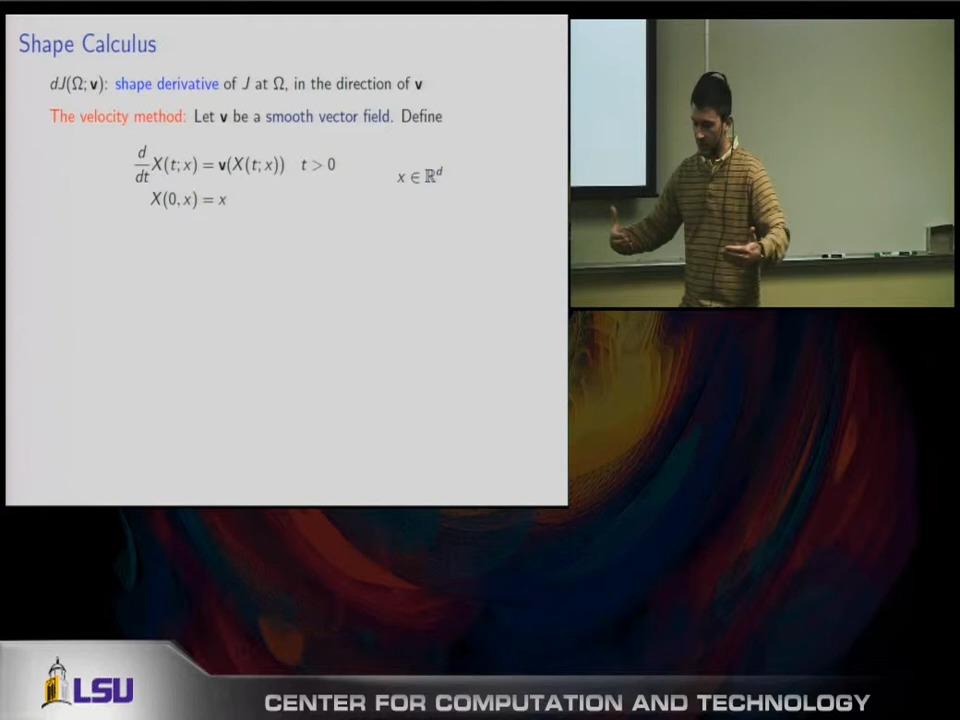 Shape Calculus
dJ(Ω; v): shape derivative of J at Ω, in the direction of v
The velocity method: Let v be a smooth vector field. Define
d/dt X(t; x) = v(X(t; x)) t > 0
x ∈ ℝᵈ
X(0, x) = x
LSU
CENTER FOR COMPUTATION AND TECHNOLOGY